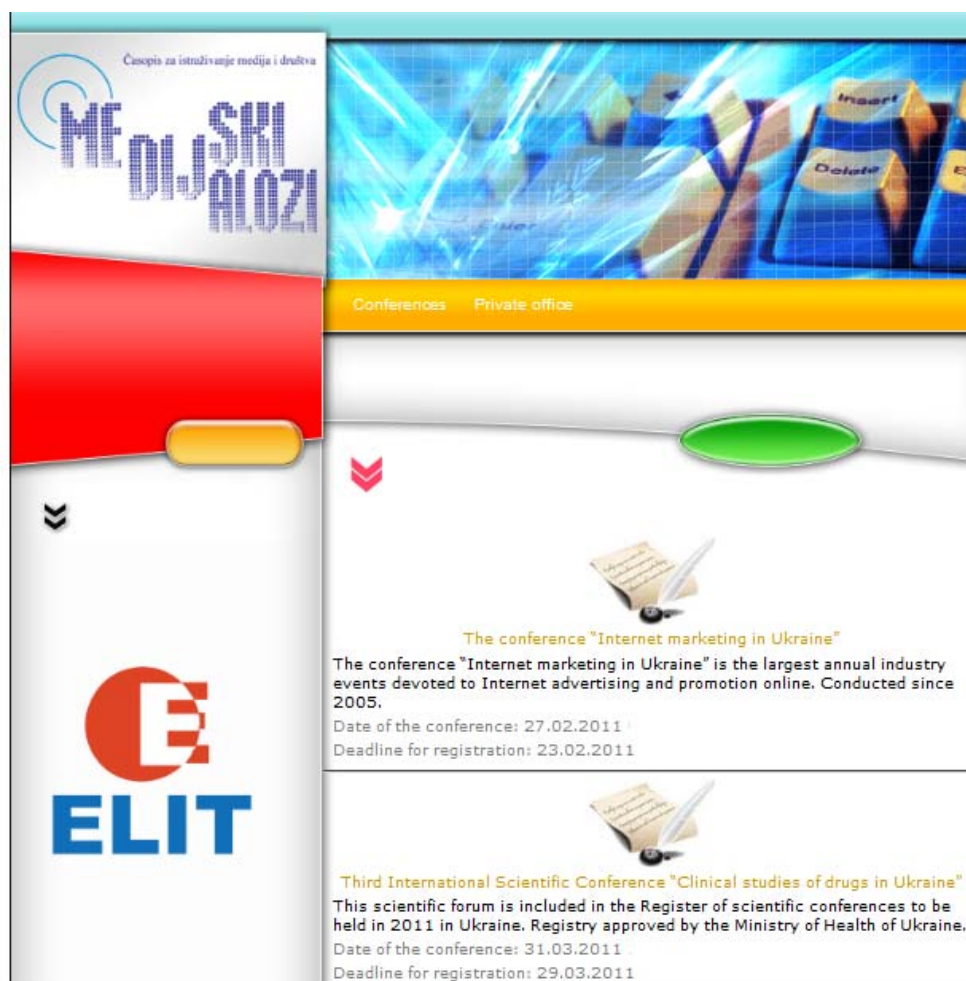 Časopis za istraživanje medija i društva
MEDIJSKI
DIJALOZI
Insert
Delete
Conferences Private office
The conference “Internet marketing in Ukraine”
The conference “Internet marketing in Ukraine” is the largest annual industry
events devoted to Internet advertising and promotion online. Conducted since
2005.
Date of the conference: 27.02.2011
Deadline for registration: 23.02.2011
E
ELIT
Third International Scientific Conference “Clinical studies of drugs in Ukraine”
This scientific forum is included in the Register of scientific conferences to be
held in 2011 in Ukraine. Registry approved by the Ministry of Health of Ukraine.
Date of the conference: 31.03.2011
Deadline for registration: 29.03.2011